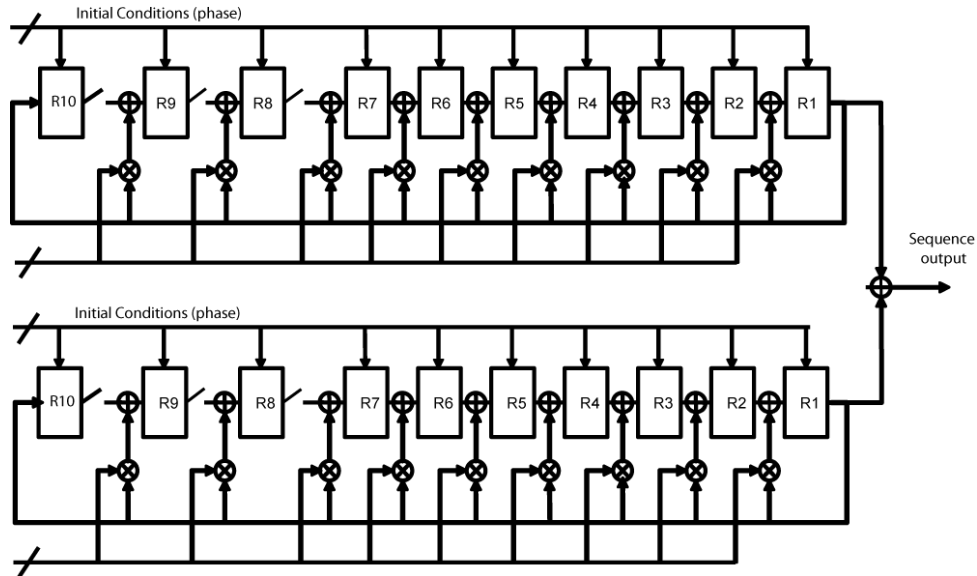 Initial Conditions (phase)
R10 R9 R8 R7 R6 R5 R4 R3 R2 R1
Sequence
output
Initial Conditions (phase)
R10 R9 R8 R7 R6 R5 R4 R3 R2 R1